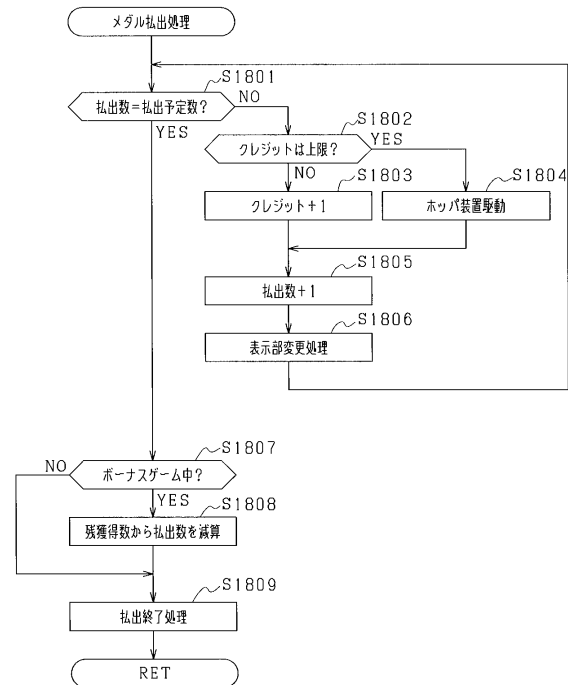 メダル払出処理
S1801
払出数＝払出予定数？
NO
YES
S1802
クレジットは上限？
YES
NO
S1803
クレジット＋１
S1804
ホッパ装置駆動
S1805
払出数＋１
S1806
表示部変更処理
S1807
NO
ボーナスゲーム中？
YES
S1808
残獲得数から払出数を減算
S1809
払出終了処理
RET